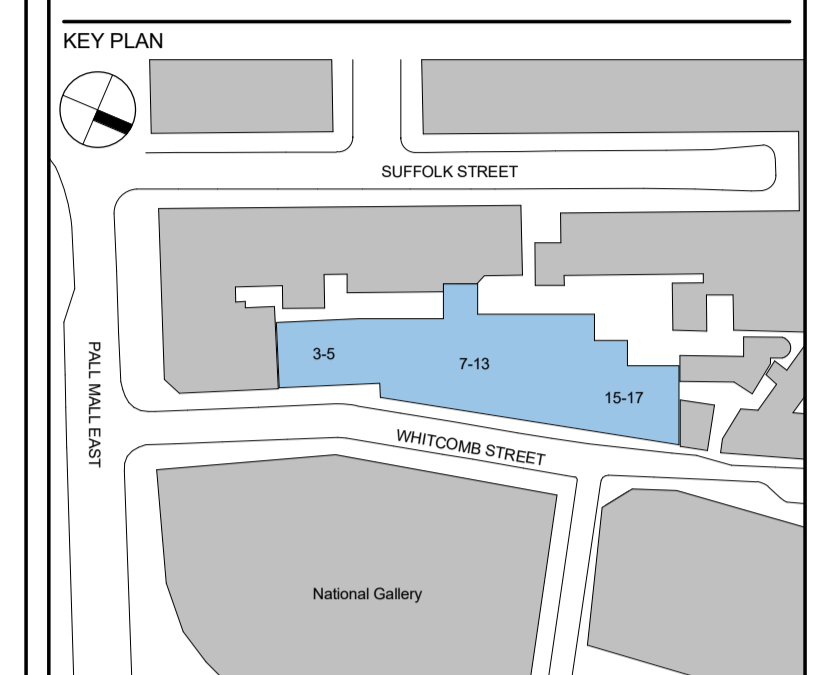 KEY PLAN
SUFFOLK STREET
3-5
7-13
15-17
PALL MALL EAST
WHITCOMB STREET
National Gallery